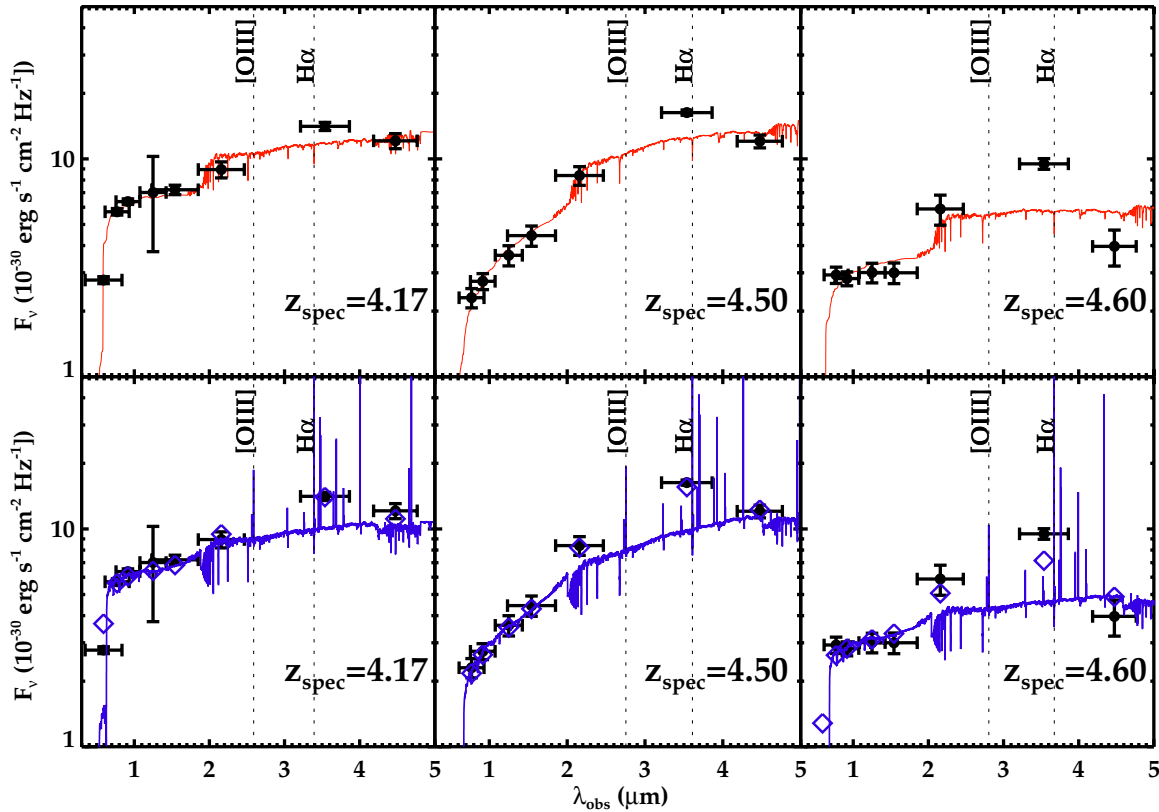 [OIII]
Hα
[OIII]
Hα
[OIII]
Hα
10
1
F_ν (10^-30 erg s^-1 cm^-2 Hz^-1])
z_spec=4.17
z_spec=4.50
z_spec=4.60
[OIII]
Hα
[OIII]
Hα
[OIII]
Hα
10
1
F_ν (10^-30 erg s^-1 cm^-2 Hz^-1])
z_spec=4.17
z_spec=4.50
z_spec=4.60
1 2 3 4 5
1 2 3 4 5
1 2 3 4 5
λ_obs (μm)